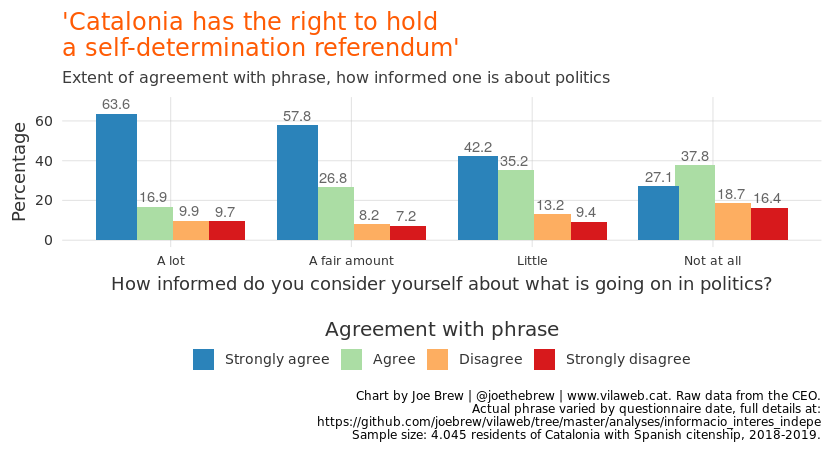 'Catalonia has the right to hold
a self-determination referendum'
Extent of agreement with phrase, how informed one is about politics
Percentage
60
40
20
0
63.6
16.9
9.9
9.7
57.8
26.8
8.2
7.2
42.2
35.2
13.2
9.4
27.1
37.8
18.7
16.4
A lot
A fair amount
Little
Not at all
How informed do you consider yourself about what is going on in politics?
Agreement with phrase
Strongly agree
Agree
Disagree
Strongly disagree
Chart by Joe Brew | @joethebrew | www.vilaweb.cat. Raw data from the CEO.
Actual phrase varied by questionnaire date, full details at:
https://github.com/joebrew/vilaweb/tree/master/analyses/informacio_interes_indepe
Sample size: 4.045 residents of Catalonia with Spanish citenship, 2018-2019.